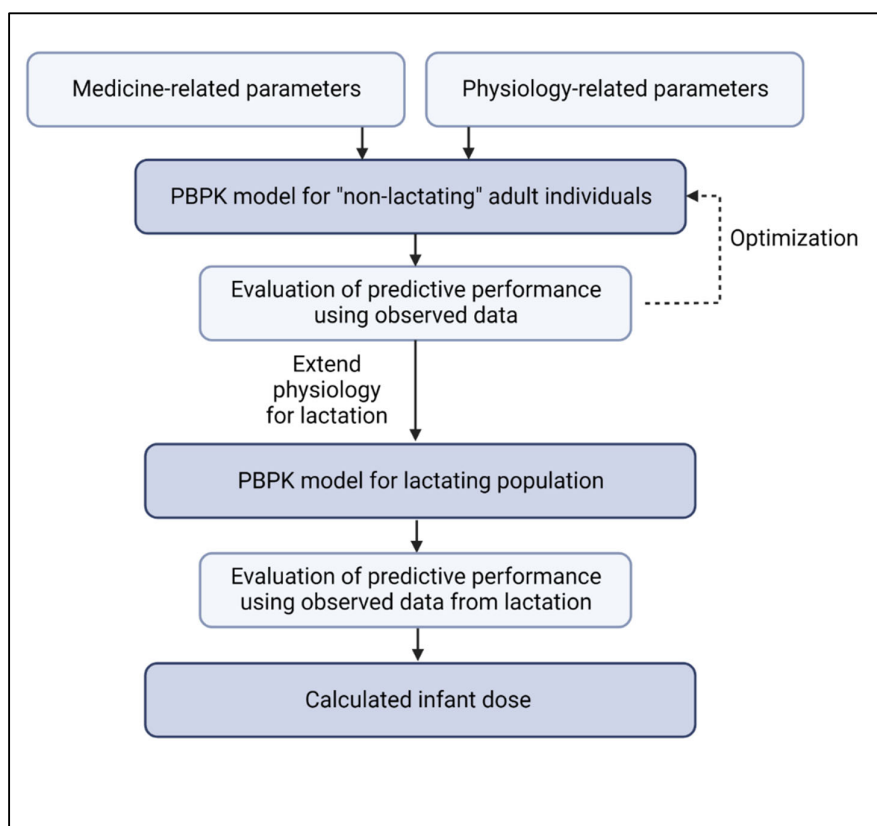 Medicine-related parameters
Physiology-related parameters
PBPK model for "non-lactating" adult individuals
Optimization
Evaluation of predictive performance
using observed data
Extend
physiology
for lactation
PBPK model for lactating population
Evaluation of predictive performance
using observed data from lactation
Calculated infant dose